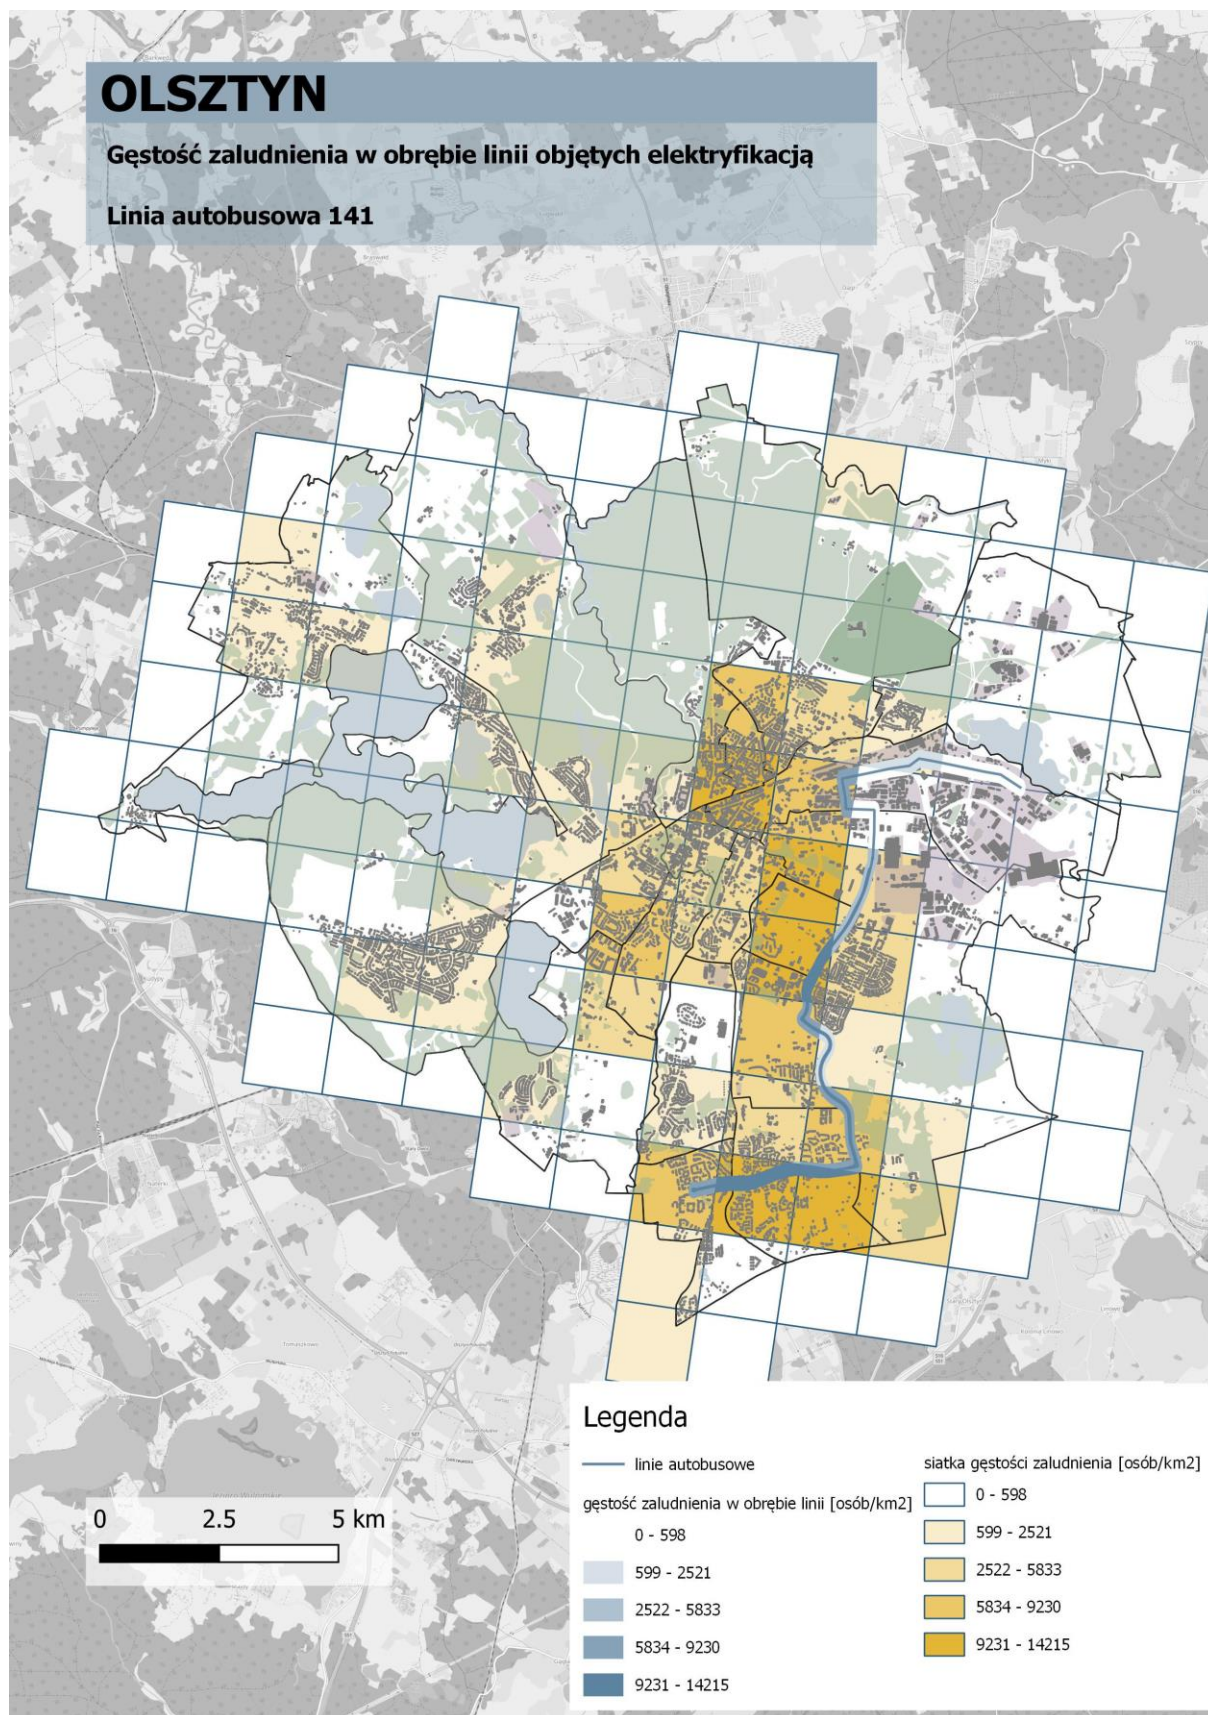 OLSZTYN
Gęstość zaludnienia w obrębie linii objętych elektryfikacją
Linia autobusowa 141
Legenda
linie autobusowe
gęstość zaludnienia w obrębie linii [osób/km2]
0 - 598
599 - 2521
2522 - 5833
5834 - 9230
9231 - 14215
siatka gęstości zaludnienia [osób/km2]
0 - 598
599 - 2521
2522 - 5833
5834 - 9230
9231 - 14215
0 2.5 5 km
Tomaszkowo